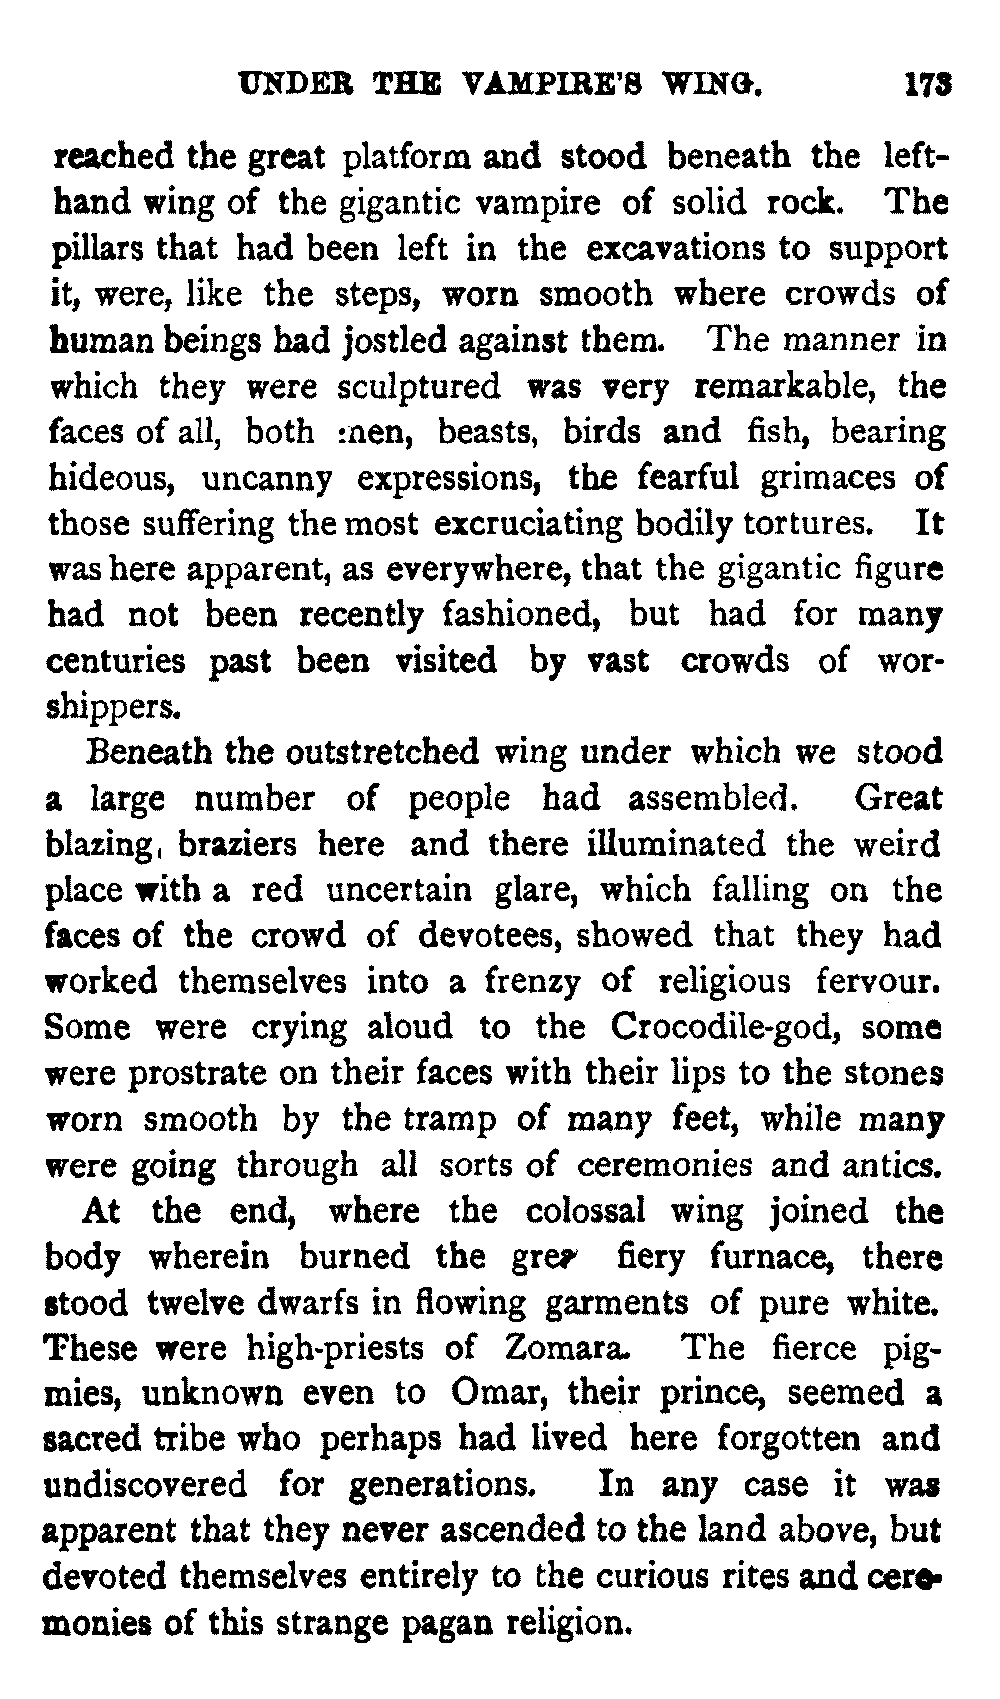 UNDER THE VAMPIRE'S WING. 173
reached the great platform and stood beneath the left-
hand wing of the gigantic vampire of solid rock. The
pillars that had been left in the excavations to support
it, were, like the steps, worn smooth where crowds of
human beings had jostled against them. The manner in
which they were sculptured was very remarkable, the
faces of all, both men, beasts, birds and fish, bearing
hideous, uncanny expressions, the fearful grimaces of
those suffering the most excruciating bodily tortures. It
was here apparent, as everywhere, that the gigantic figure
had not been recently fashioned, but had for many
centuries past been visited by vast crowds of wor-
shippers.
Beneath the outstretched wing under which we stood
a large number of people had assembled. Great
blazing, braziers here and there illuminated the weird
place with a red uncertain glare, which falling on the
faces of the crowd of devotees, showed that they had
worked themselves into a frenzy of religious fervour.
Some were crying aloud to the Crocodile-god, some
were prostrate on their faces with their lips to the stones
worn smooth by the tramp of many feet, while many
were going through all sorts of ceremonies and antics.
At the end, where the colossal wing joined the
body wherein burned the fiery furnace, there
stood twelve dwarfs in flowing garments of pure white.
These were high-priests of Zomara. The fierce pig-
mies, unknown even to Omar, their prince, seemed a
sacred tribe who perhaps had lived here forgotten and
undiscovered for generations. In any case it was
apparent that they never ascended to the land above, but
devoted themselves entirely to the curious rites and cere-
monies of this strange pagan religion.